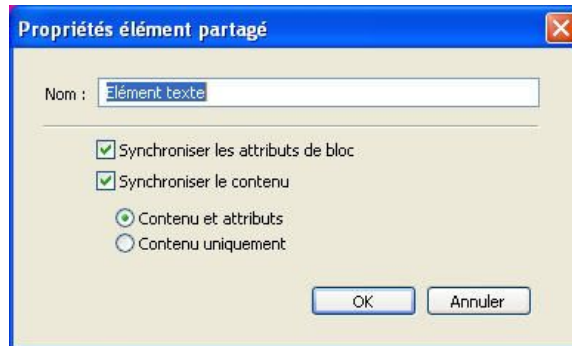 Propriétés élément partagé
Nom : Elément texte
Synchroniser les attributs de bloc
Synchroniser le contenu
Contenu et attributs
Contenu uniquement
OK Annuler